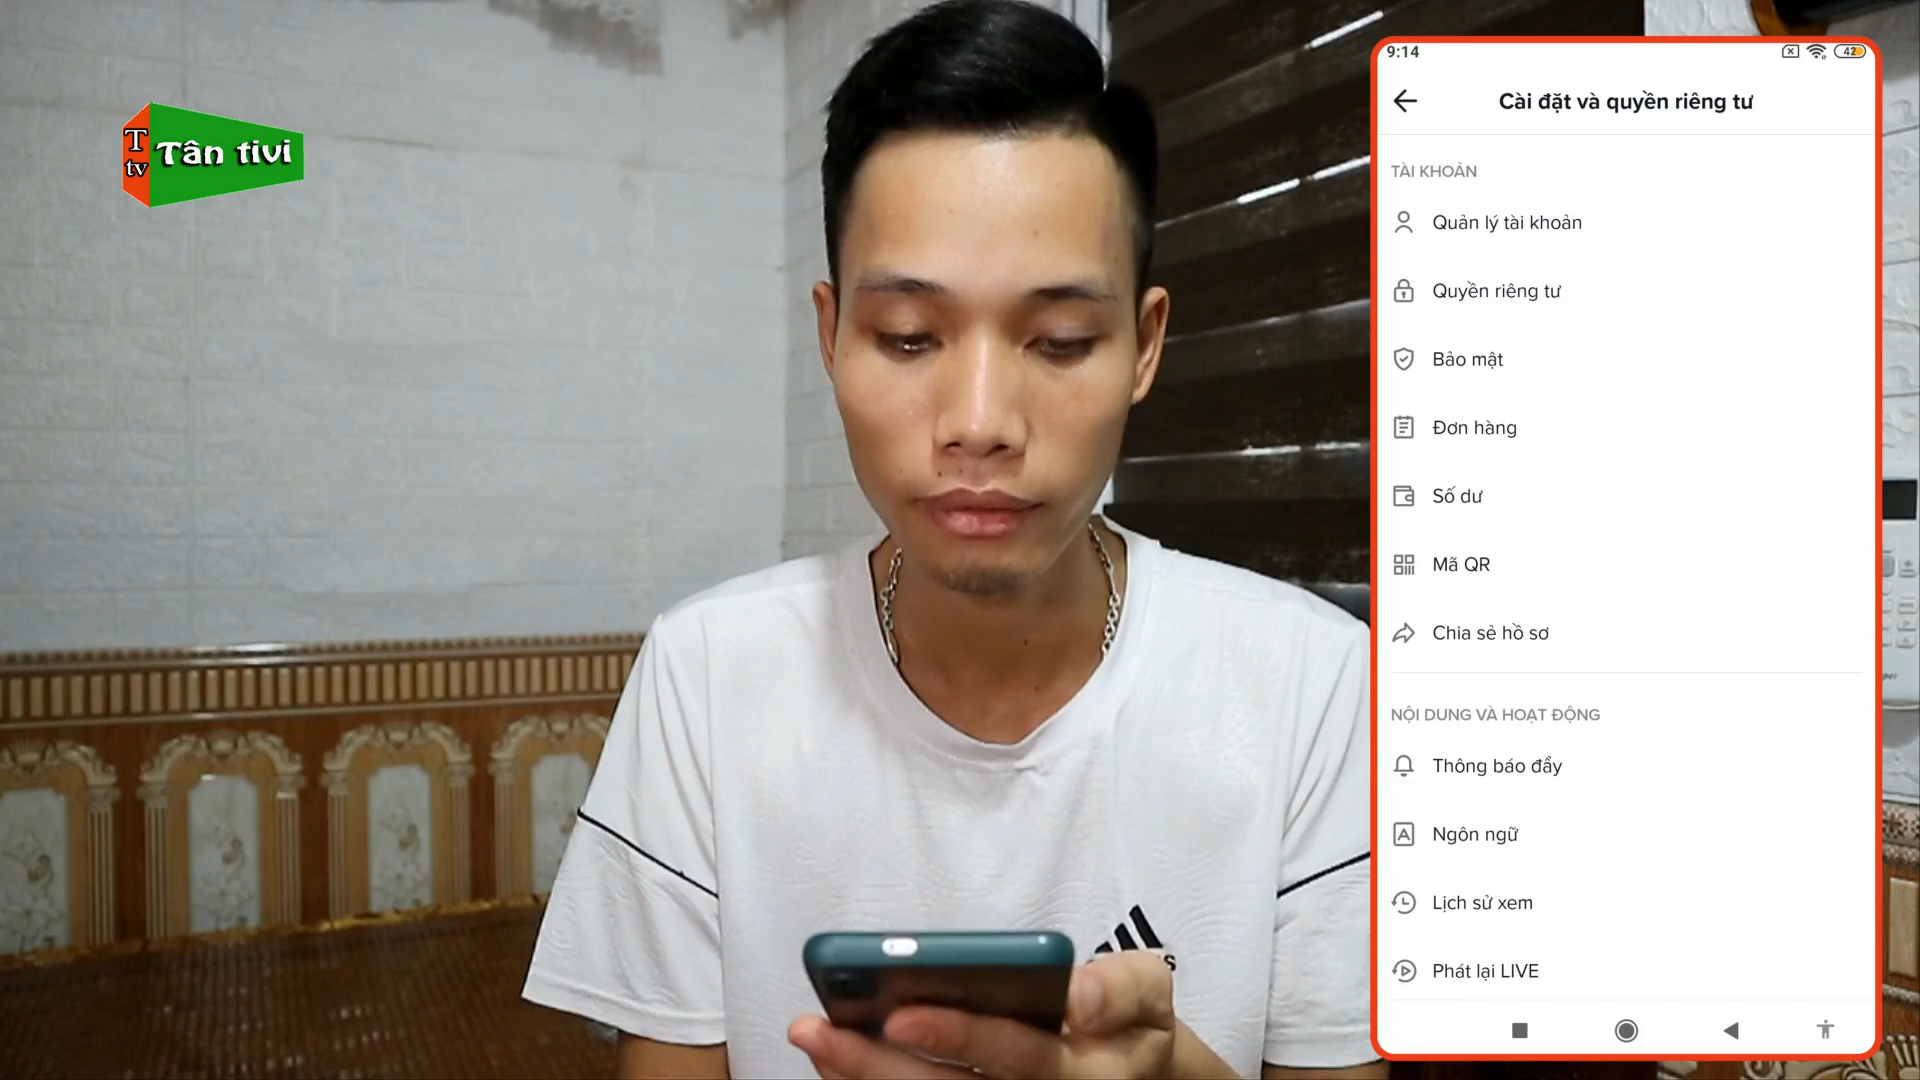 T
tv
Tân tivi
9:14
42
Cài đặt và quyền riêng tư
TÀI KHOẢN
Quản lý tài khoản
Quyền riêng tư
Bảo mật
Đơn hàng
Số dư
Mã QR
Chia sẻ hồ sơ
NỘI DUNG VÀ HOẠT ĐỘNG
Thông báo đẩy
Ngôn ngữ
Lịch sử xem
Phát lại LIVE